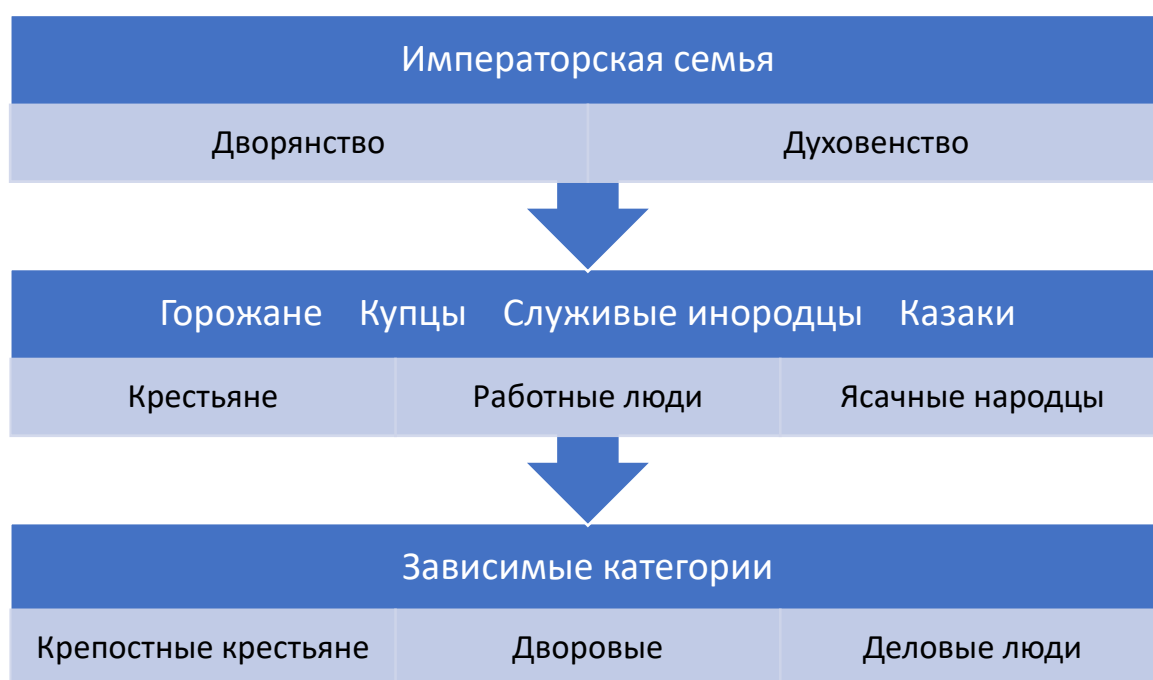 Императорская семья
Дворянство Духовенство
Горожане Купцы Служивые инородцы Казаки
Крестьяне Работные люди Ясачные народцы
Зависимые категории
Крепостные крестьяне Дворовые Деловые люди